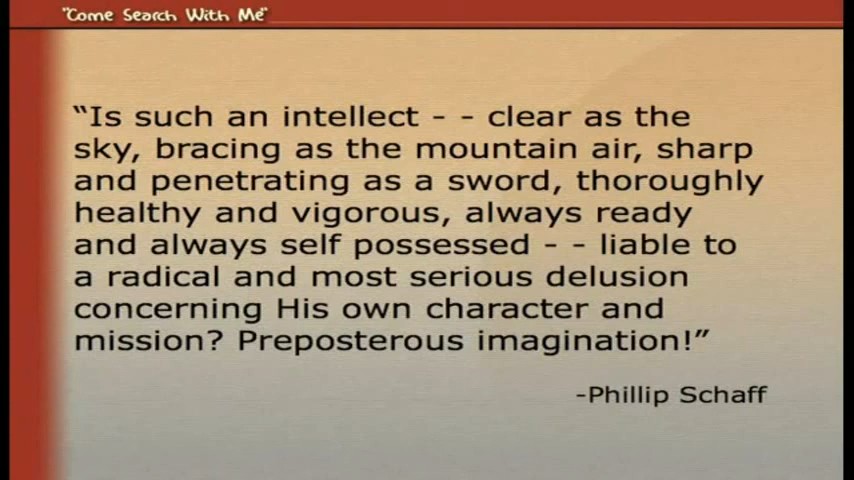 "Come Search With Me"
“Is such an intellect - - clear as the
sky, bracing as the mountain air, sharp
and penetrating as a sword, thoroughly
healthy and vigorous, always ready
and always self possessed - - liable to
a radical and most serious delusion
concerning His own character and
mission? Preposterous imagination!”
-Phillip Schaff